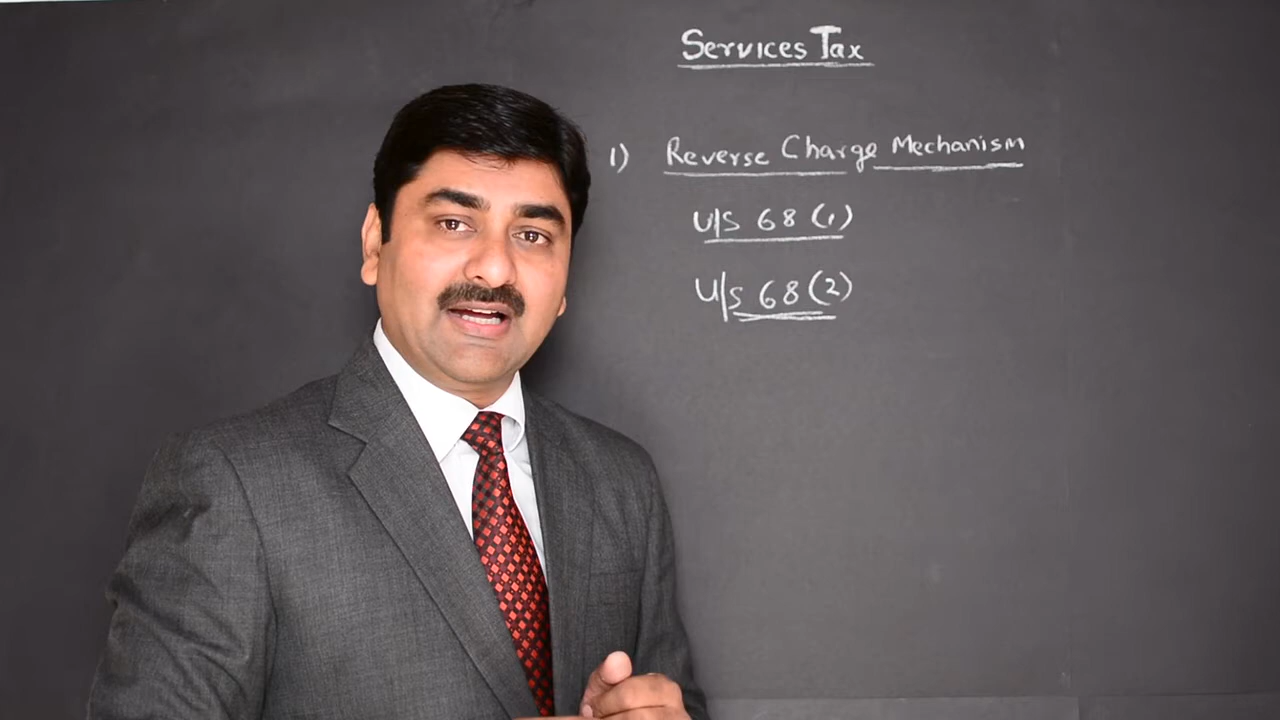 Services Tax
1) Reverse Charge Mechanism
U/S 68 (1)
U/S 68 (2)